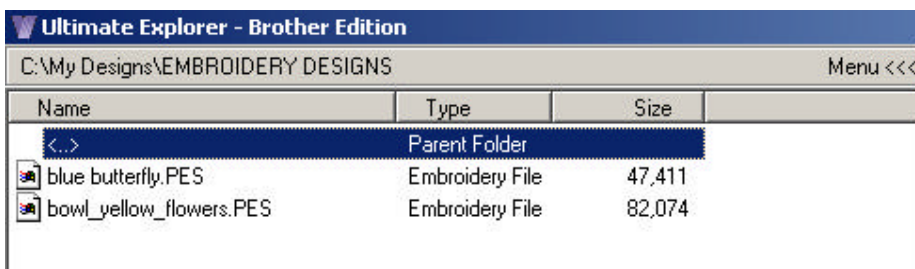 Ultimate Explorer - Brother Edition
C:\My Designs\EMBROIDERY DESIGNS Menu <<<
Name Type Size
<..> Parent Folder
blue butterfly.PES Embroidery File 47,411
bowl_yellow_flowers.PES Embroidery File 82,074